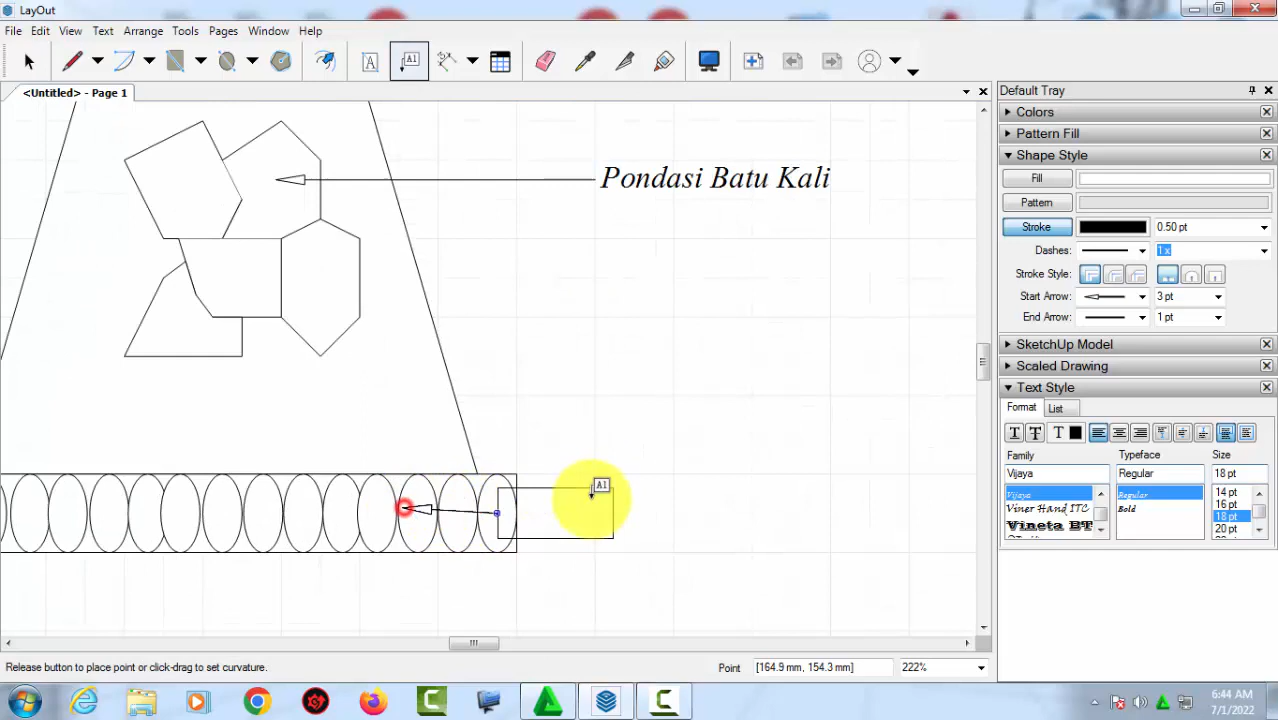 LayOut
File Edit View Text Arrange Tools Pages Window Help
A A1
<Untitled> - Page 1
Default Tray
Colors
Pattern Fill
Shape Style
Fill
Pattern
Stroke 0.50 pt
Dashes: 1x
Stroke Style:
Start Arrow: 3 pt
End Arrow: 1 pt
SketchUp Model
Scaled Drawing
Text Style
Format List
T T T
Family Typeface Size
Vijaya Regular 18 pt
Vijaya Regular 14 pt
Viner Hand ITC Bold 16 pt
Vineta BT 18 pt
20 pt
Pondasi Batu Kali
A1
Release button to place point or click-drag to set curvature.
Point [164.9 mm, 154.3 mm] 222%
6:44 AM
7/1/2022